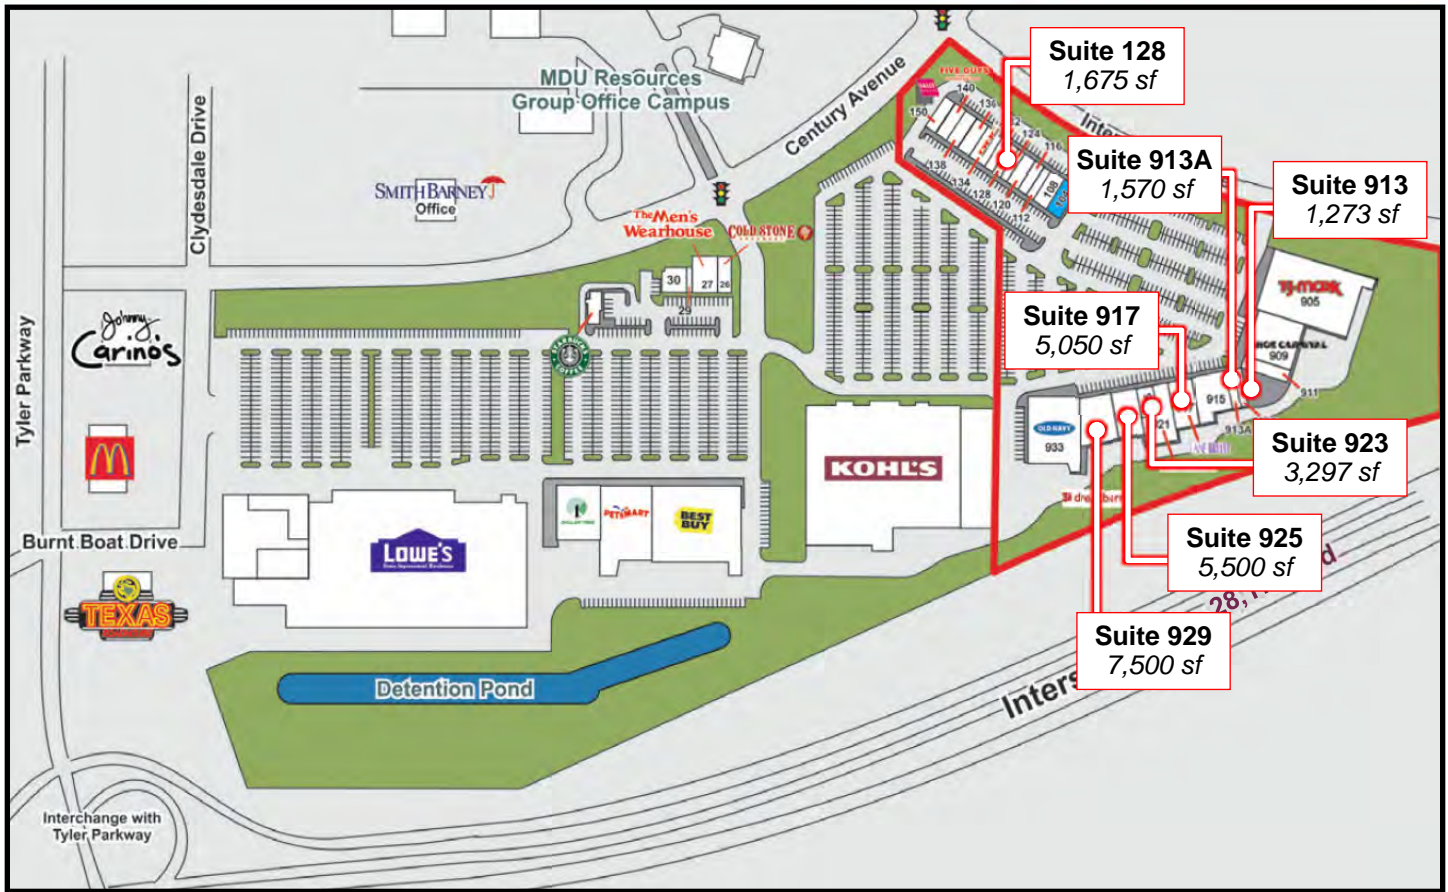 MDU Resources
Group Office Campus
Century Avenue
Clydesdale Drive
SMITH BARNEY
Office
The Men's
Wearhouse
COLD STONE
30
27
26
29
FIVE GUYS
140
136
150
124
116
138
134
128
120
112
108
Suite 128
1,675 sf
Suite 913A
1,570 sf
Suite 913
1,273 sf
Suite 917
5,050 sf
905
909
911
915
913A
OLD NAVY
933
Suite 923
3,297 sf
Suite 925
5,500 sf
Suite 929
7,500 sf
Tyler Parkway
Johnny
Carino's
STARBUCKS
COFFEE
KOHL'S
Burnt Boat Drive
LOWE'S
PETSMART
BEST
BUY
TEXAS
Detention Pond
Interchange with
Tyler Parkway